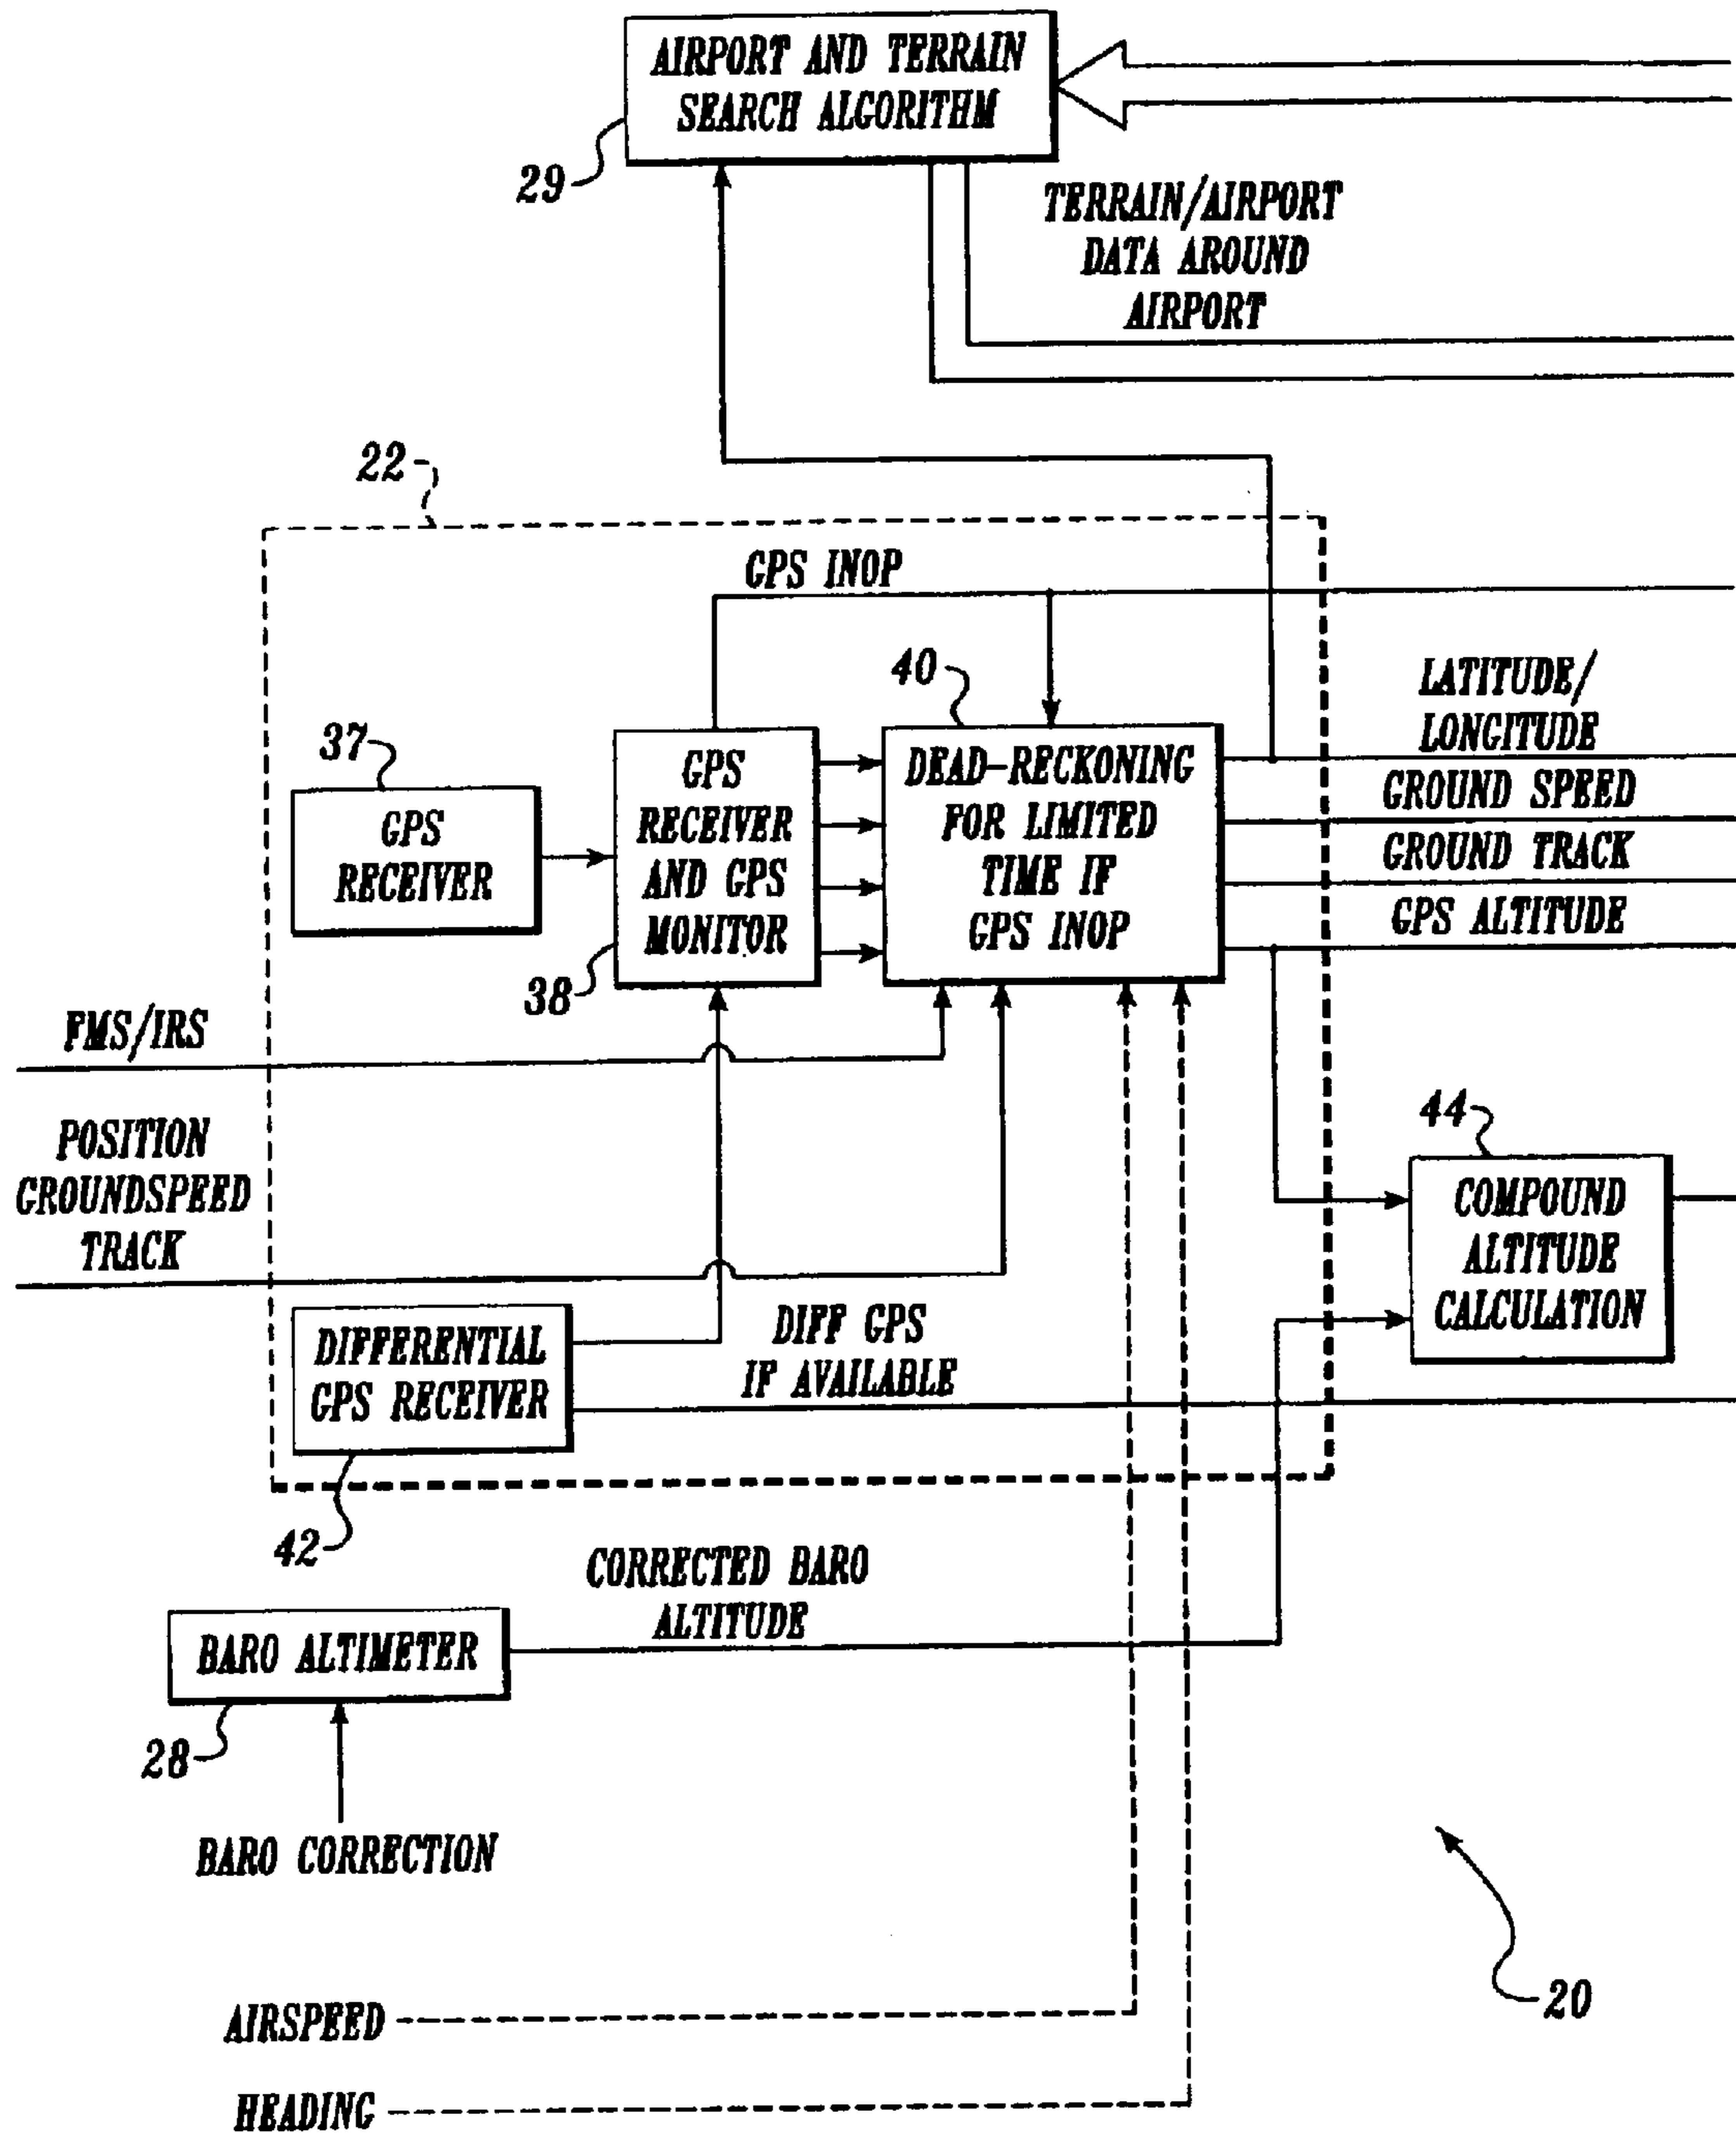 AIRPORT AND TERRAIN
SEARCH ALGORITHM
29
TERRAIN/AIRPORT
DATA AROUND
AIRPORT
22
GPS INOP
40
LATITUDE/
LONGITUDE
37
GPS
RECEIVER
GPS
RECEIVER
AND GPS
MONITOR
38
DEAD-RECKONING
FOR LIMITED
TIME IF
GPS INOP
GROUND SPEED
GROUND TRACK
GPS ALTITUDE
FMS/IRS
POSITION
GROUNDSPEED
TRACK
44
COMPOUND
ALTITUDE
CALCULATION
DIFFERENTIAL
GPS RECEIVER
DIFF GPS
IF AVAILABLE
42
CORRECTED BARO
ALTITUDE
BARO ALTIMETER
28
BARO CORRECTION
20
AIRSPEED
HEADING